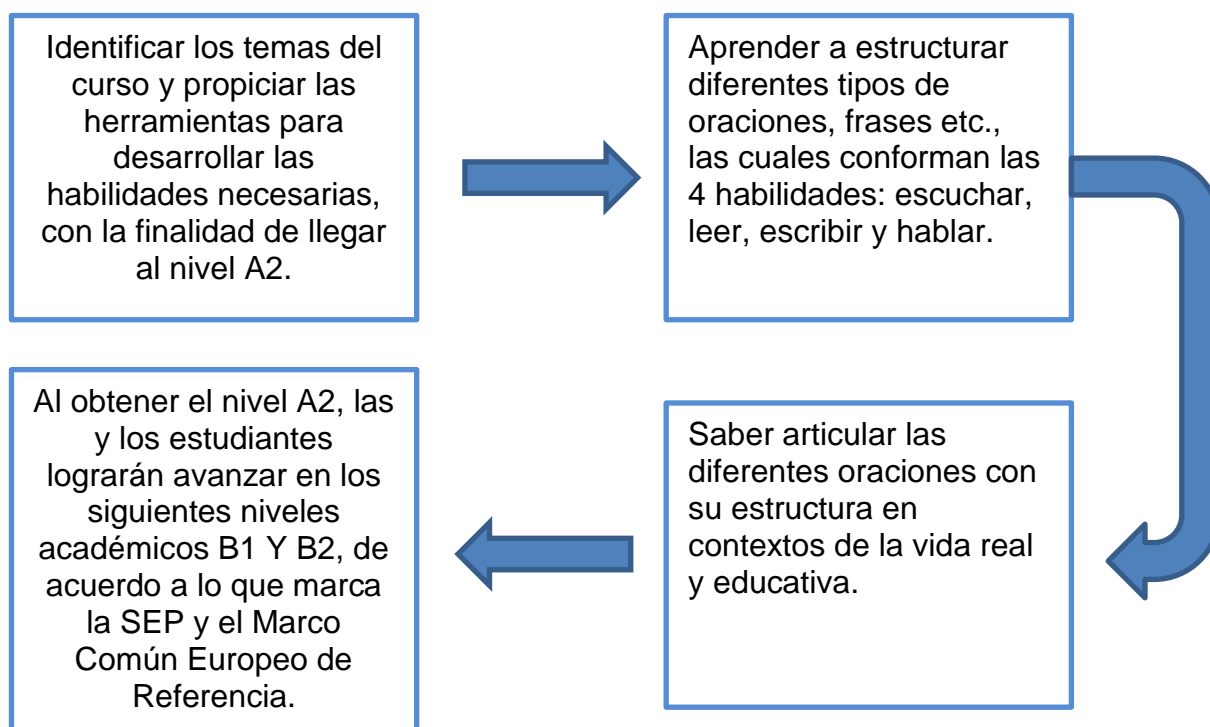 Identificar los temas del
curso y propiciar las
herramientas para
desarrollar las
habilidades necesarias,
con la finalidad de llegar
al nivel A2.
Aprender a estructurar
diferentes tipos de
oraciones, frases etc.,
las cuales conforman las
4 habilidades: escuchar,
leer, escribir y hablar.
Saber articular las
diferentes oraciones con
su estructura en
contextos de la vida real
y educativa.
Al obtener el nivel A2, las
y los estudiantes
lograrán avanzar en los
siguientes niveles
académicos B1 Y B2, de
acuerdo a lo que marca
la SEP y el Marco
Común Europeo de
Referencia.